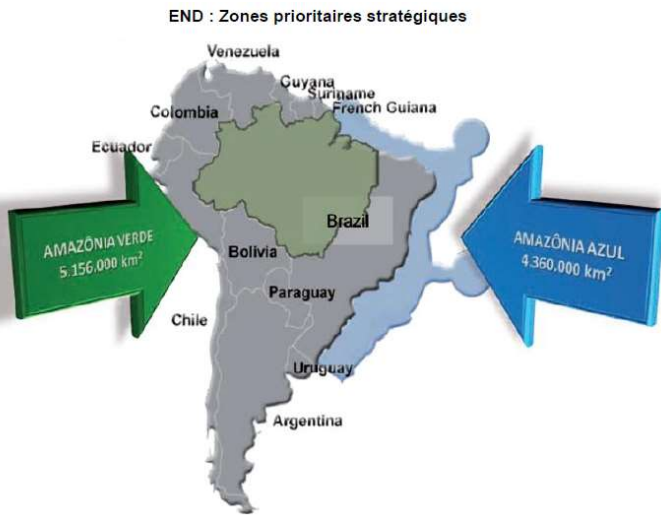 END : Zones prioritaires stratégiques
Venezuela
Guyana
Suriname
French Guiana
Colombia
Ecuador
Brazil
AMAZÔNIA VERDE
5.156.000 km²
AMAZÔNIA AZUL
4.360.000 km²
Bolivia
Paraguay
Chile
Uruguay
Argentina